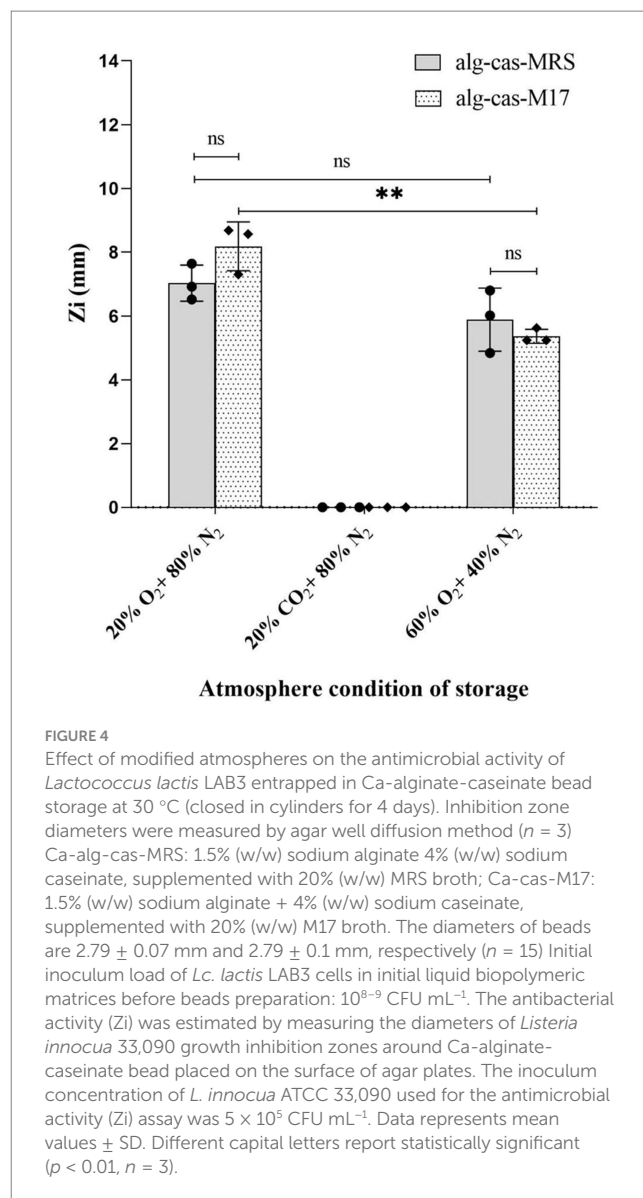 14
12
10
8
6
4
2
0
Zi (mm)
alg-cas-MRS
alg-cas-M17
ns
ns
**
ns
20% O₂+ 80% N₂
20% CO₂+ 80% N₂
60% O₂+ 40% N₂
Atmosphere condition of storage
FIGURE 4
Effect of modified atmospheres on the antimicrobial activity of
Lactococcus lactis LAB3 entrapped in Ca-alginate-caseinate bead
storage at 30 °C (closed in cylinders for 4 days). Inhibition zone
diameters were measured by agar well diffusion method (n = 3)
Ca-alg-cas-MRS: 1.5% (w/w) sodium alginate 4% (w/w) sodium
caseinate, supplemented with 20% (w/w) MRS broth; Ca-cas-M17:
1.5% (w/w) sodium alginate + 4% (w/w) sodium caseinate,
supplemented with 20% (w/w) M17 broth. The diameters of beads
are 2.79 ± 0.07 mm and 2.79 ± 0.1 mm, respectively (n = 15) Initial
inoculum load of Lc. lactis LAB3 cells in initial liquid biopolymeric
matrices before beads preparation: 10⁸⁻⁹ CFU mL⁻¹. The antibacterial
activity (Zi) was estimated by measuring the diameters of Listeria
innocua 33,090 growth inhibition zones around Ca-alginate-
caseinate bead placed on the surface of agar plates. The inoculum
concentration of L. innocua ATCC 33,090 used for the antimicrobial
activity (Zi) assay was 5 × 10⁵ CFU mL⁻¹. Data represents mean
values ± SD. Different capital letters report statistically significant
(p < 0.01, n = 3).